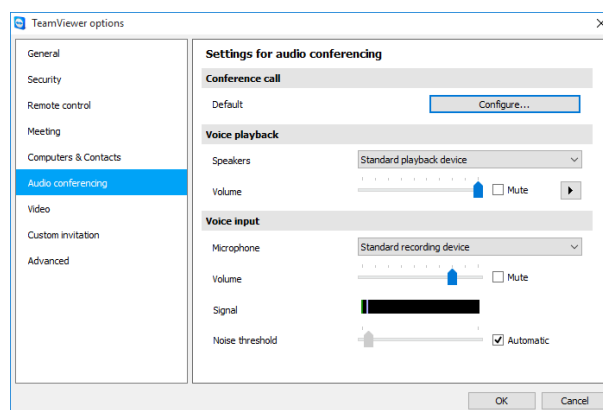 TeamViewer options
General
Security
Remote control
Meeting
Computers & Contacts
Audio conferencing
Video
Custom invitation
Advanced
Settings for audio conferencing
Conference call
Default Configure...
Voice playback
Speakers Standard playback device
Volume Mute
Voice input
Microphone Standard recording device
Volume Mute
Signal
Noise threshold Automatic
OK Cancel